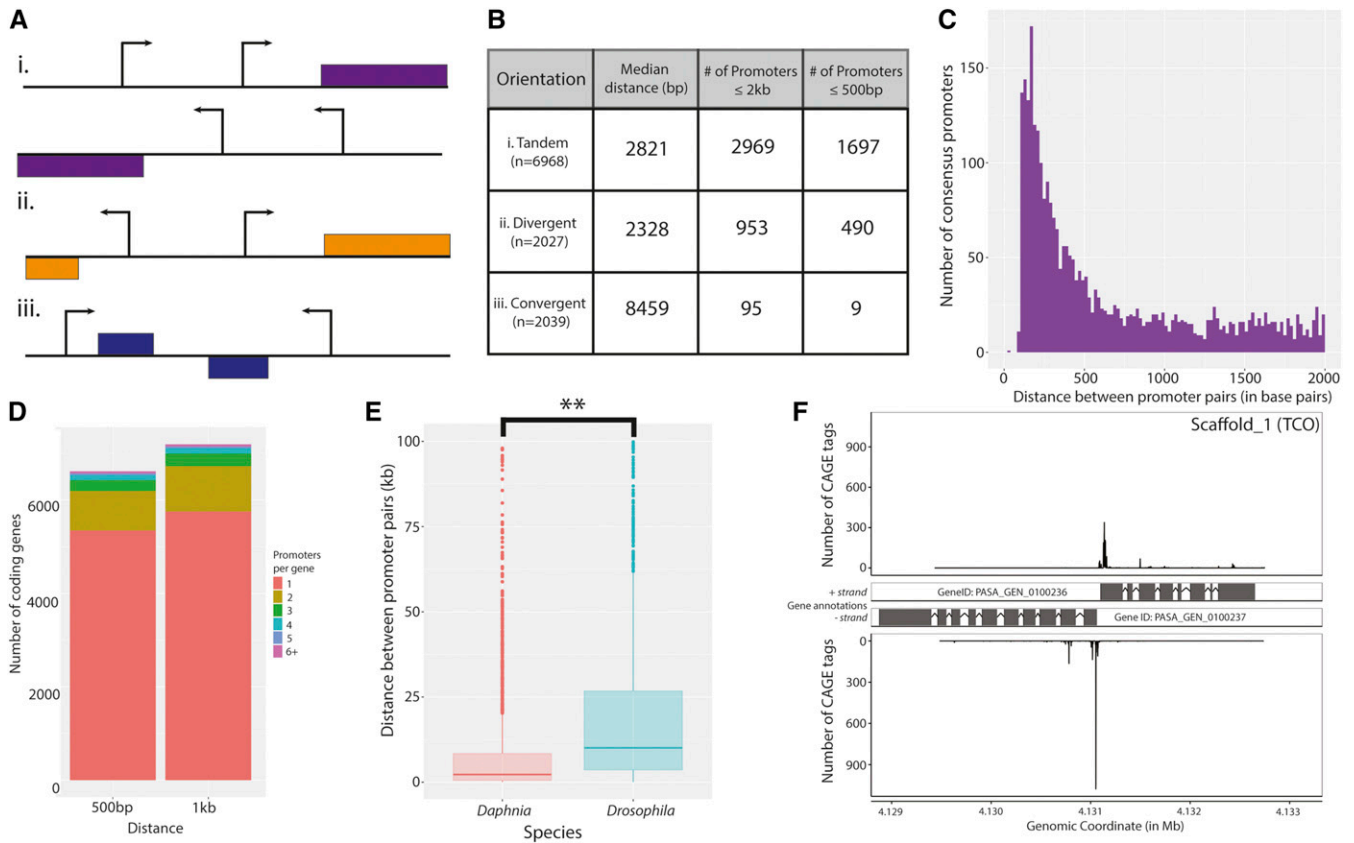 A
i.
ii.
iii.
B
Orientation
Median
distance (bp)
# of Promoters
≤ 2kb
# of Promoters
≤ 500bp
i. Tandem
(n=6968)
2821
2969
1697
ii. Divergent
(n=2027)
2328
953
490
iii. Convergent
(n=2039)
8459
95
9
C
Number of consensus promoters
150
100
50
0
0
500
1000
1500
2000
Distance between promoter pairs (in base pairs)
D
Number of coding genes
6000
4000
2000
0
500bp
1kb
Distance
Promoters
per gene
1
2
3
4
5
6+
E
**
Distance between promoter pairs (kb)
100
75
50
25
0
Daphnia
Drosophila
Species
F
Scaffold_1 (TCO)
Number of CAGE tags
900
600
300
0
+ strand
GeneID: PASA_GEN_0100236
Gene annotations
- strand
Gene ID: PASA_GEN_0100237
Number of CAGE tags
0
300
600
900
4.129
4.130
4.131
4.132
4.133
Genomic Coordinate (in Mb)